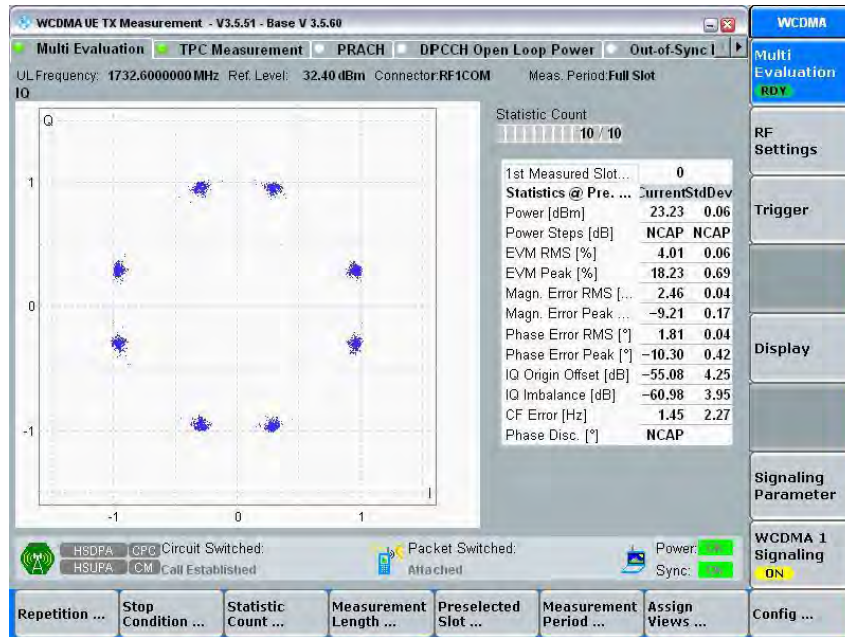 WCDMA UE TX Measurement - V3.5.51 - Base V 3.5.60
WCDMA
Multi Evaluation TPC Measurement PRACH DPCCH Open Loop Power Out-of-Sync
Multi Evaluation
RDY
UL Frequency: 1732.6000000 MHz Ref. Level: 32.40 dBm Connector:RF1COM Meas. Period:Full Slot
IQ
Q
1
0
-1
-1 0 1
I
Statistic Count
10 / 10
1st Measured Slot... 0
Statistics @ Pre. ... CurrentStdDev
Power [dBm] 23.23 0.06
Power Steps [dB] NCAP NCAP
EVM RMS [%] 4.01 0.06
EVM Peak [%] 18.23 0.69
Magn. Error RMS [... 2.46 0.04
Magn. Error Peak ... -9.21 0.17
Phase Error RMS [°] 1.81 0.04
Phase Error Peak [°] -10.30 0.42
IQ Origin Offset [dB] -55.08 4.25
IQ Imbalance [dB] -60.98 3.95
CF Error [Hz] 1.45 2.27
Phase Disc. [°] NCAP
RF
Settings
Trigger
Display
Signaling
Parameter
WCDMA 1
Signaling
ON
HSDPA CPC Circuit Switched: Packet Switched: Power:
HSUPA CM Call Established Attached Sync:
Repetition ...
Stop
Condition ...
Statistic
Count ...
Measurement
Length ...
Preselected
Slot ...
Measurement
Period ...
Assign
Views ...
Config ...